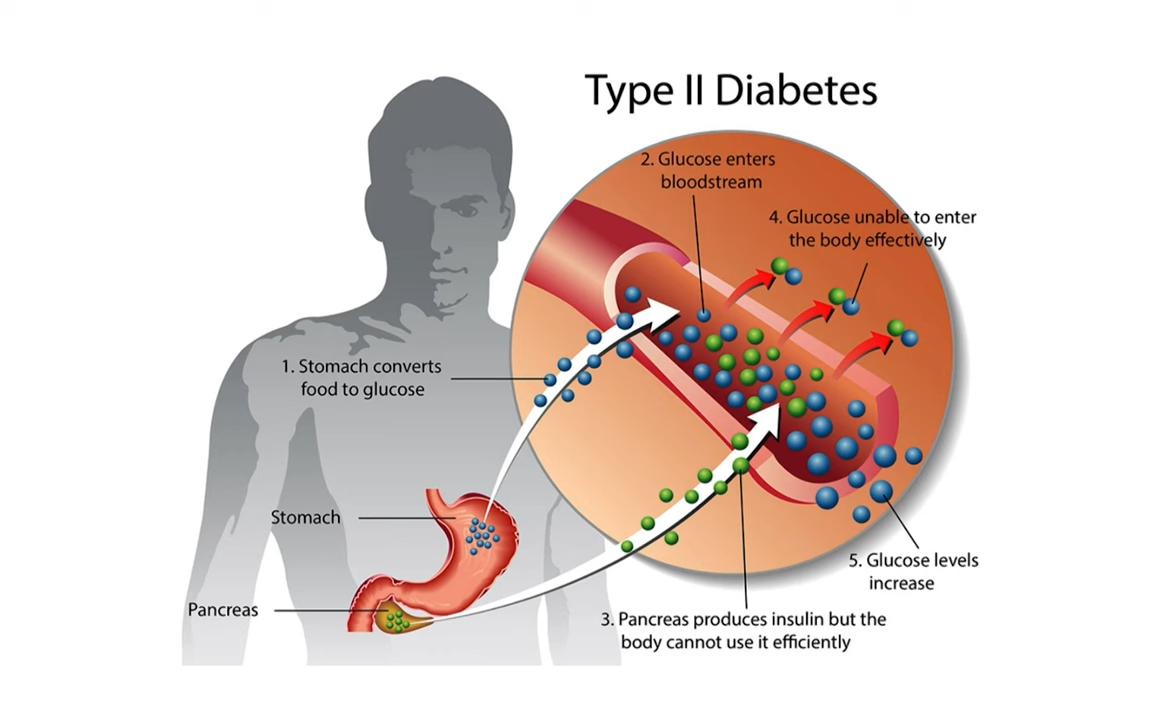 Type II Diabetes
2. Glucose enters
bloodstream
4. Glucose unable to enter
the body effectively
1. Stomach converts
food to glucose
Stomach
Pancreas
5. Glucose levels
increase
3. Pancreas produces insulin but the
body cannot use it efficiently